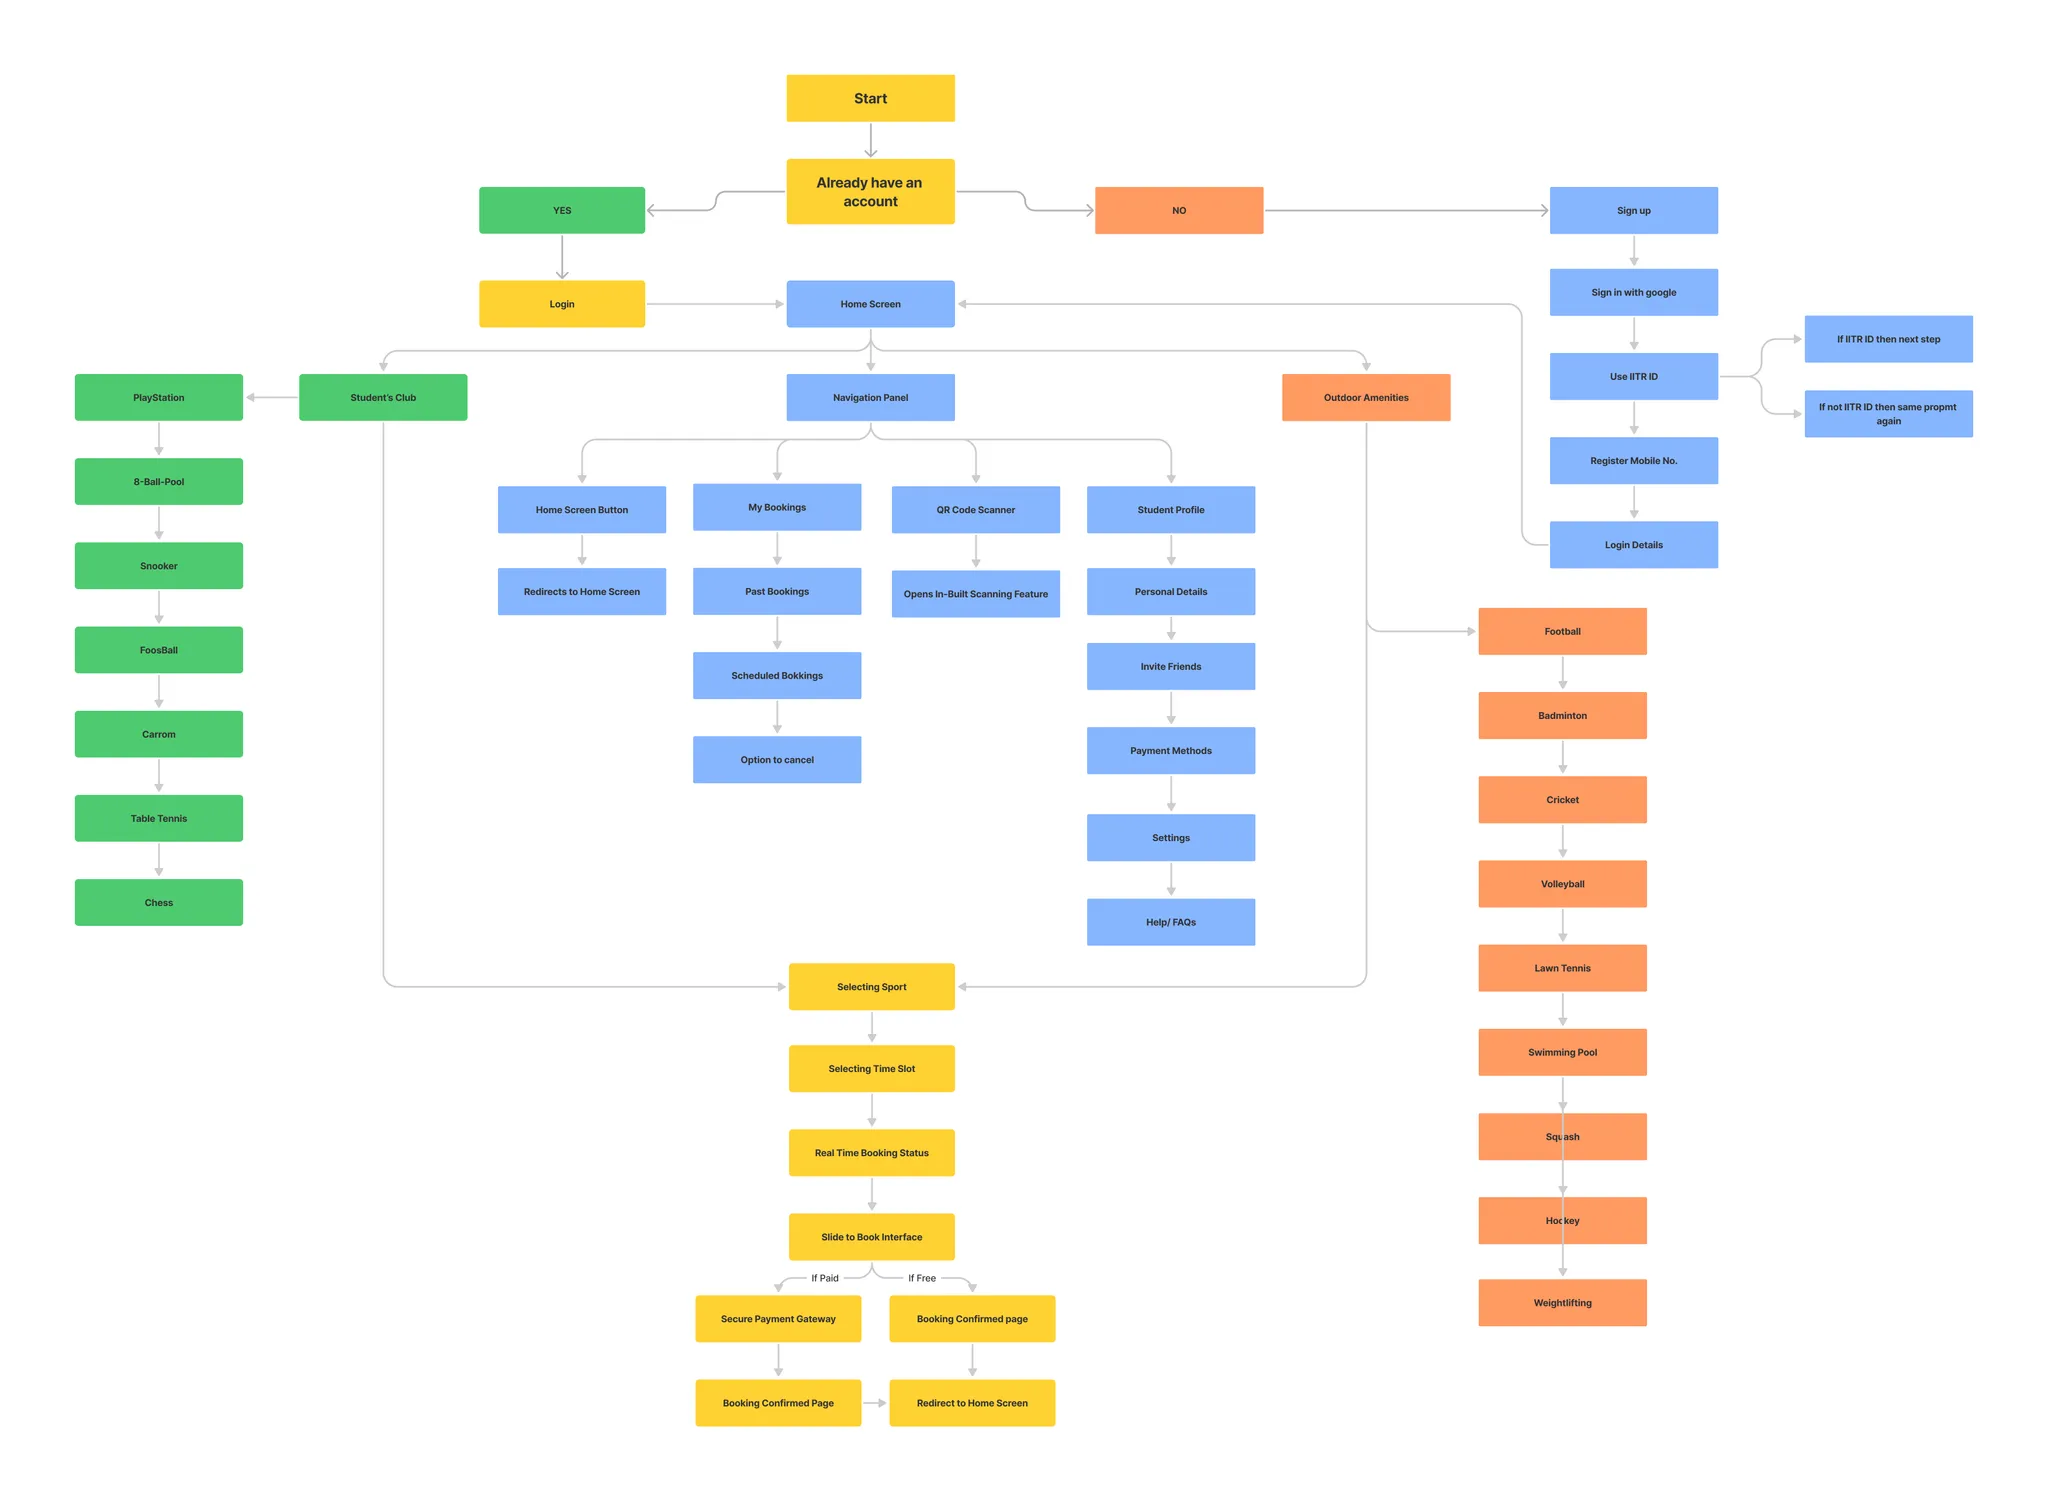 Start
Already have an
account
YES
NO
Sign up
Login
Home Screen
Sign in with google
If IITR ID then next step
Use IITR ID
If not IITR ID then same propmt
again
PlayStation
Student's Club
Navigation Panel
Outdoor Amenities
Register Mobile No.
Login Details
8-Ball-Pool
Snooker
FoosBall
Carrom
Table Tennis
Chess
Home Screen Button
Redirects to Home Screen
My Bookings
Past Bookings
Scheduled Bokkings
Option to cancel
QR Code Scanner
Opens In-Built Scanning Feature
Student Profile
Personal Details
Invite Friends
Payment Methods
Settings
Help/ FAQs
Football
Badminton
Cricket
Volleyball
Lawn Tennis
Swimming Pool
Squash
Hockey
Weightlifting
Selecting Sport
Selecting Time Slot
Real Time Booking Status
Slide to Book Interface
If Paid
If Free
Secure Payment Gateway
Booking Confirmed page
Booking Confirmed Page
Redirect to Home Screen